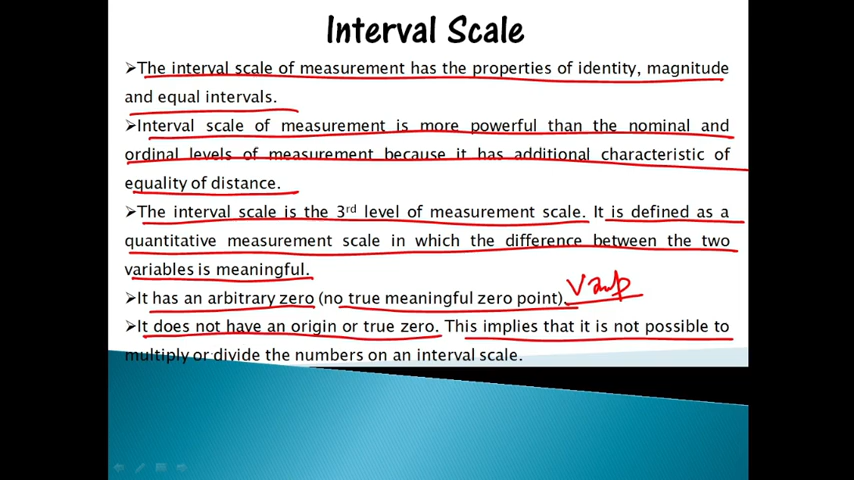 Interval Scale
➢The interval scale of measurement has the properties of identity, magnitude
and equal intervals.
➢Interval scale of measurement is more powerful than the nominal and
ordinal levels of measurement because it has additional characteristic of
equality of distance.
➢The interval scale is the 3rd level of measurement scale. It is defined as a
quantitative measurement scale in which the difference between the two
variables is meaningful.
➢It has an arbitrary zero (no true meaningful zero point).
➢It does not have an origin or true zero. This implies that it is not possible to
multiply or divide the numbers on an interval scale.